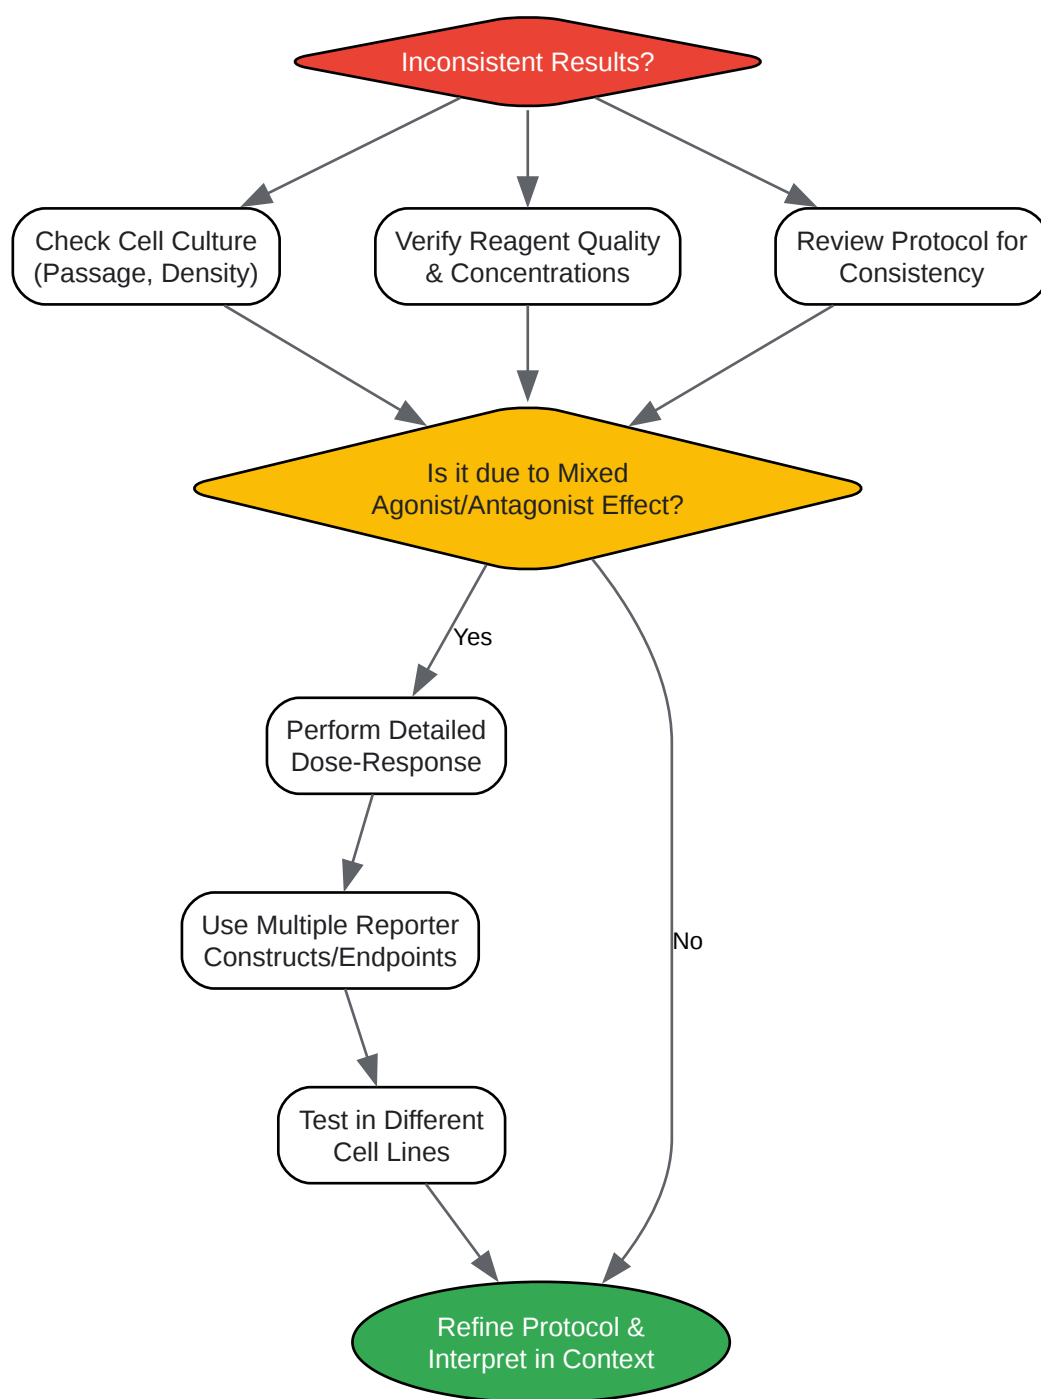 Inconsistent Results?
Check Cell Culture
(Passage, Density)
Verify Reagent Quality
& Concentrations
Review Protocol for
Consistency
Is it due to Mixed
Agonist/Antagonist Effect?
Yes
Perform Detailed
Dose-Response
Use Multiple Reporter
Constructs/Endpoints
No
Test in Different
Cell Lines
Refine Protocol &
Interpret in Context